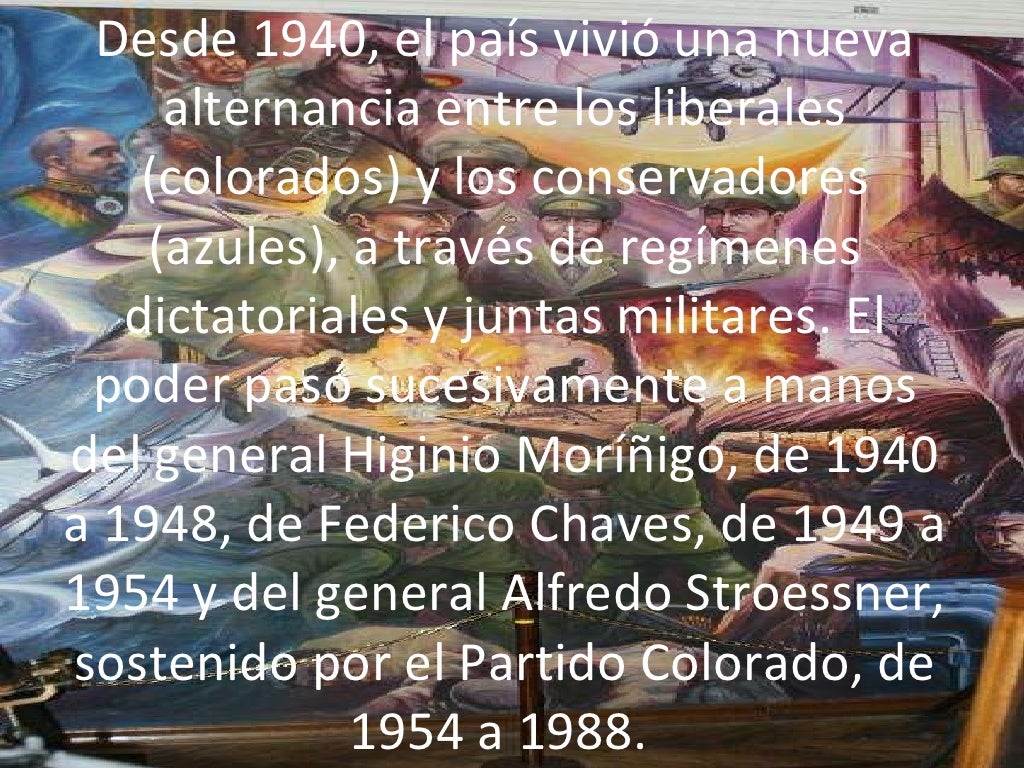 Desde 1940, el país vivió una nueva
alternancia entre los liberales
(colorados) y los conservadores
(azules), a través de regímenes
dictatoriales y juntas militares. El
poder pasó sucesivamente a manos
del general Higinio Moríñigo, de 1940
a 1948, de Federico Chaves, de 1949 a
1954 y del general Alfredo Stroessner,
sostenido por el Partido Colorado, de
1954 a 1988.